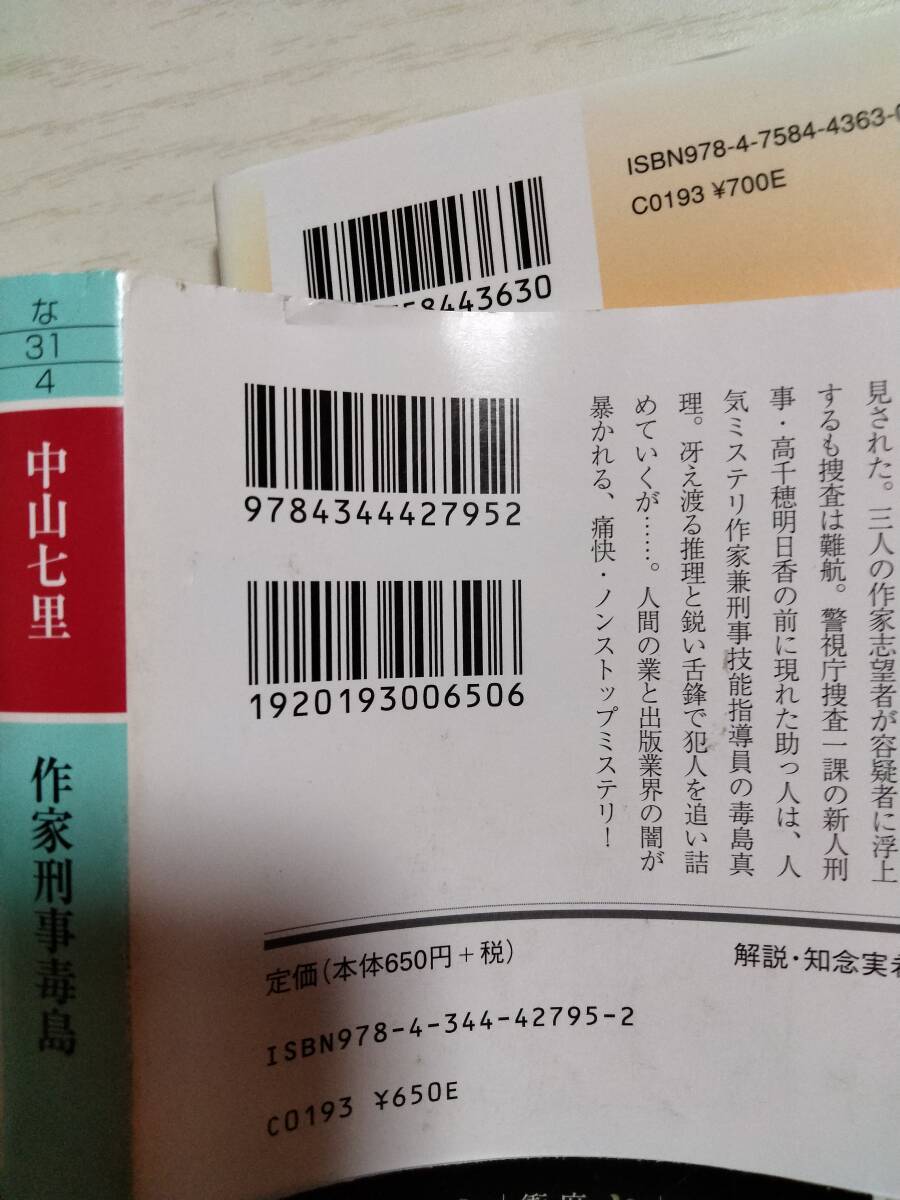 ISBN978-4-7584-4363-
C0193 ¥700E
58443630
な
31
4
中山七里
作家刑事毒島
9784344427952
1920193006506
見された。三人の作家志望者が容疑者に浮上
するも捜査は難航。警視庁捜査一課の新人刑
事・高千穂明日香の前に現れた助っ人は、人
気ミステリ作家兼刑事技能指導員の毒島真
理。冴え渡る推理と鋭い舌鋒で犯人を追い詰
めていくが……。人間の業と出版業界の闇が
暴かれる、痛快・ノンストップミステリ!
定価(本体650円+税)
解説・知念実
ISBN978-4-344-42795-2
C0193 ¥650E